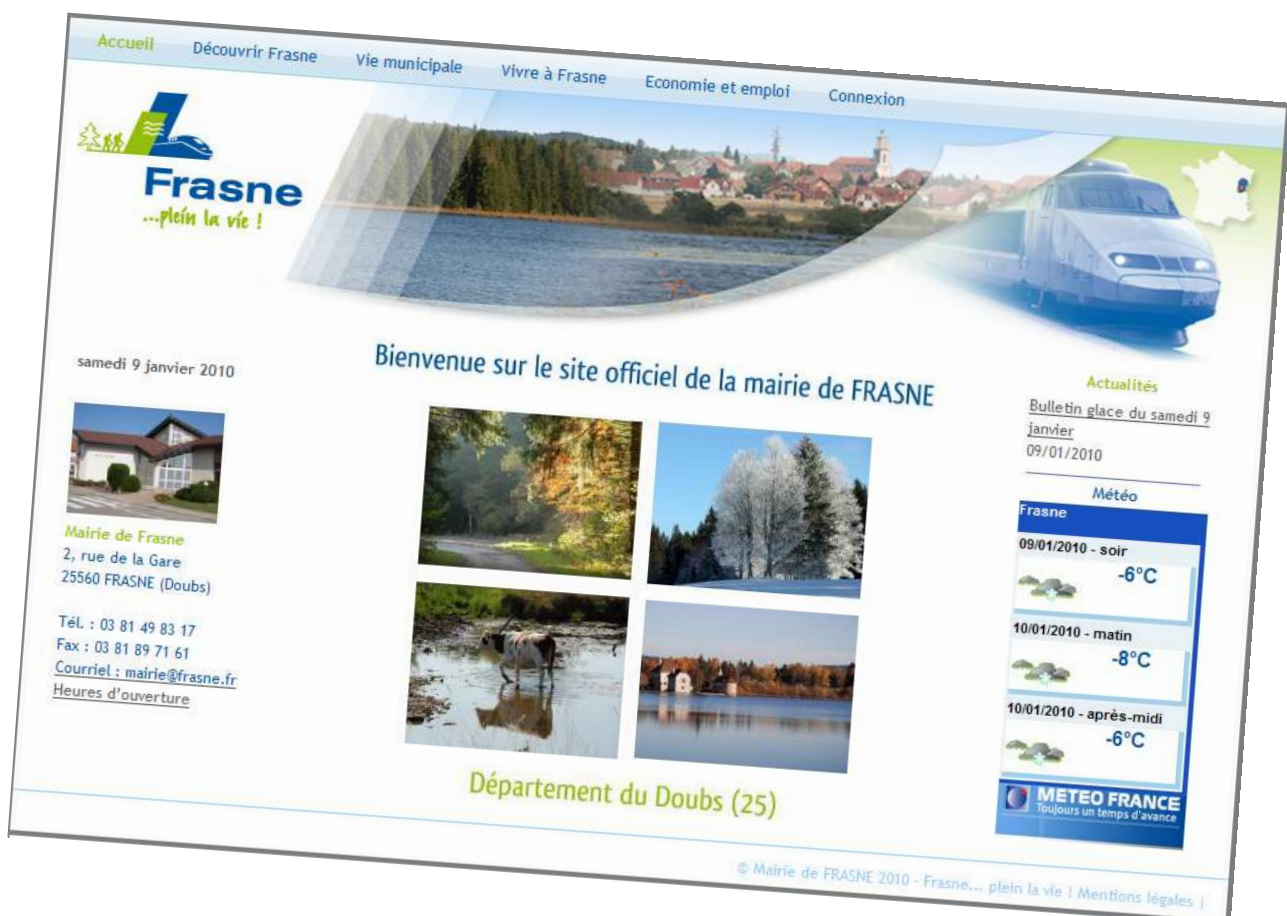 Accueil Découvrir Frasne Vie municipale Vivre à Frasne Economie et emploi Connexion
Frasne
...plein la vie !
samedi 9 janvier 2010
Mairie de Frasne
2, rue de la Gare
25560 FRASNE (Doubs)
Tél. : 03 81 49 83 17
Fax : 03 81 89 71 61
Courriel : mairie@frasne.fr
Heures d'ouverture
Bienvenue sur le site officiel de la mairie de FRASNE
Département du Doubs (25)
Actualités
Bulletin glace du samedi 9
janvier
09/01/2010
Météo
Frasne
09/01/2010 - soir
-6°C
10/01/2010 - matin
-8°C
10/01/2010 - après-midi
-6°C
METEO FRANCE
Toujours un temps d'avance
© Mairie de FRASNE 2010 - Frasne... plein la vie ! Mentions légales |